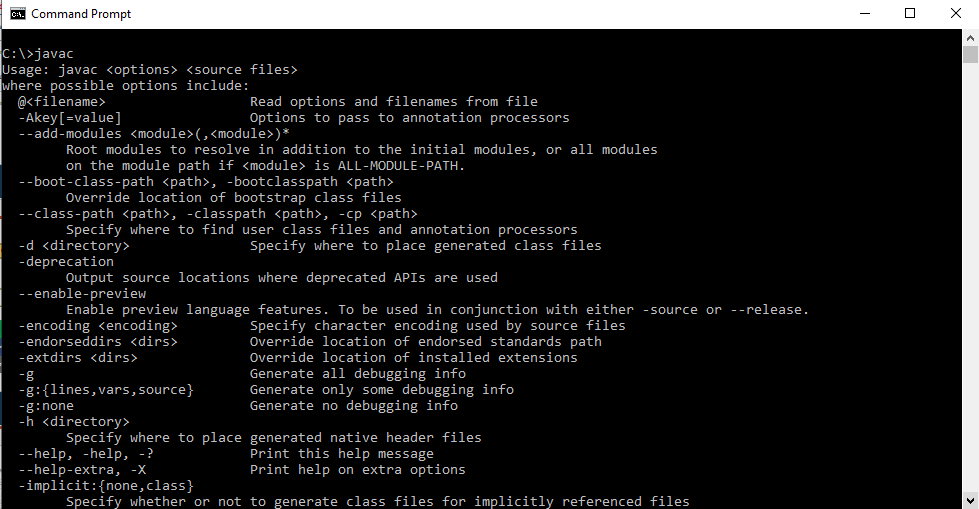 Command Prompt
C:\>javac
Usage: javac <options> <source files>
where possible options include:
  @<filename>                  Read options and filenames from file
  -Akey[=value]                Options to pass to annotation processors
  --add-modules <module>(,<module>)*
        Root modules to resolve in addition to the initial modules, or all modules
        on the module path if <module> is ALL-MODULE-PATH.
  --boot-class-path <path>, -bootclasspath <path>
        Override location of bootstrap class files
  --class-path <path>, -classpath <path>, -cp <path>
        Specify where to find user class files and annotation processors
  -d <directory>               Specify where to place generated class files
  -deprecation
        Output source locations where deprecated APIs are used
  --enable-preview
        Enable preview language features. To be used in conjunction with either -source or --release.
  -encoding <encoding>         Specify character encoding used by source files
  -endorseddirs <dirs>         Override location of endorsed standards path
  -extdirs <dirs>              Override location of installed extensions
  -g                           Generate all debugging info
  -g:{lines,vars,source}       Generate only some debugging info
  -g:none                      Generate no debugging info
  -h <directory>
        Specify where to place generated native header files
  --help, -help, -?            Print this help message
  --help-extra, -X             Print help on extra options
  -implicit:{none,class}
        Specify whether or not to generate class files for implicitly referenced files